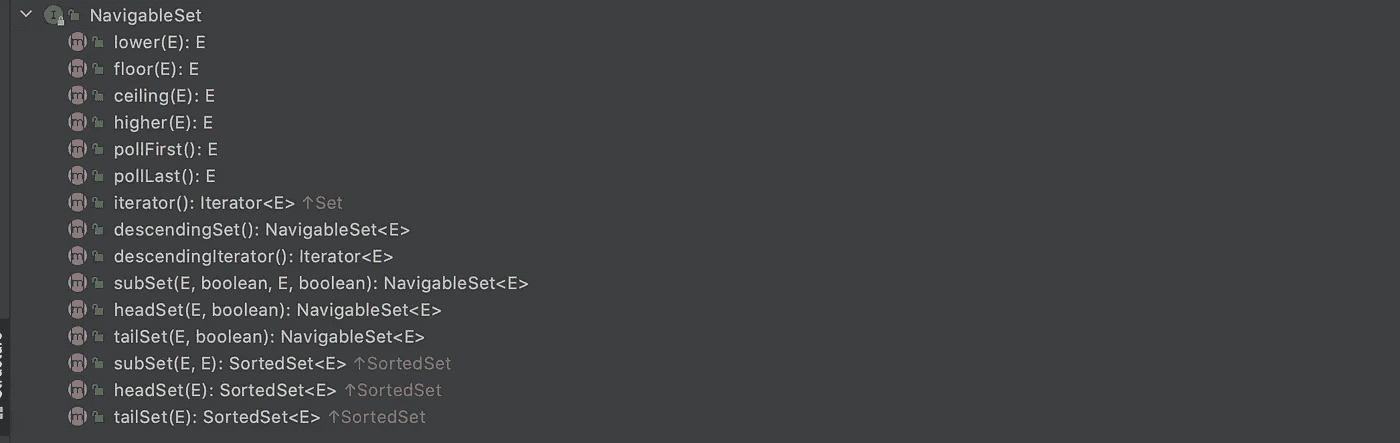 NavigableSet
lower(E): E
floor(E): E
ceiling(E): E
higher(E): E
pollFirst(): E
pollLast(): E
iterator(): Iterator<E> ↑Set
descendingSet(): NavigableSet<E>
descendingIterator(): Iterator<E>
subSet(E, boolean, E, boolean): NavigableSet<E>
headSet(E, boolean): NavigableSet<E>
tailSet(E, boolean): NavigableSet<E>
subSet(E, E): SortedSet<E> ↑SortedSet
headSet(E): SortedSet<E> ↑SortedSet
tailSet(E): SortedSet<E> ↑SortedSet